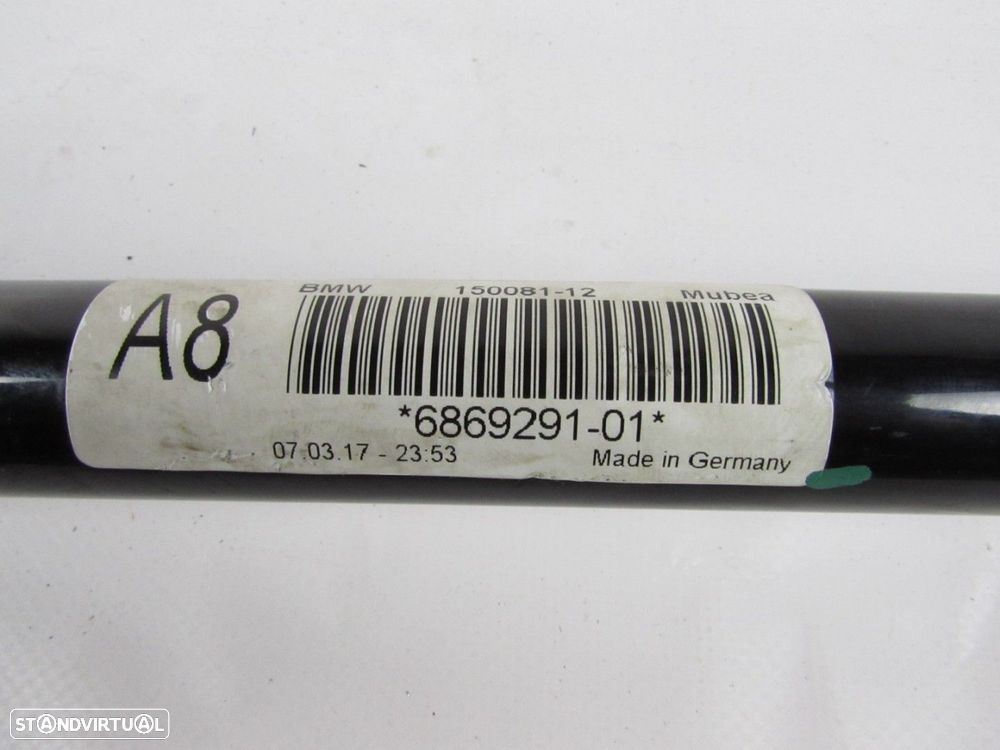 A8
BMW 150081-12 Mubea
*6869291-01*
07.03.17 - 23:53 Made in Germany
STANDVIRTUAL